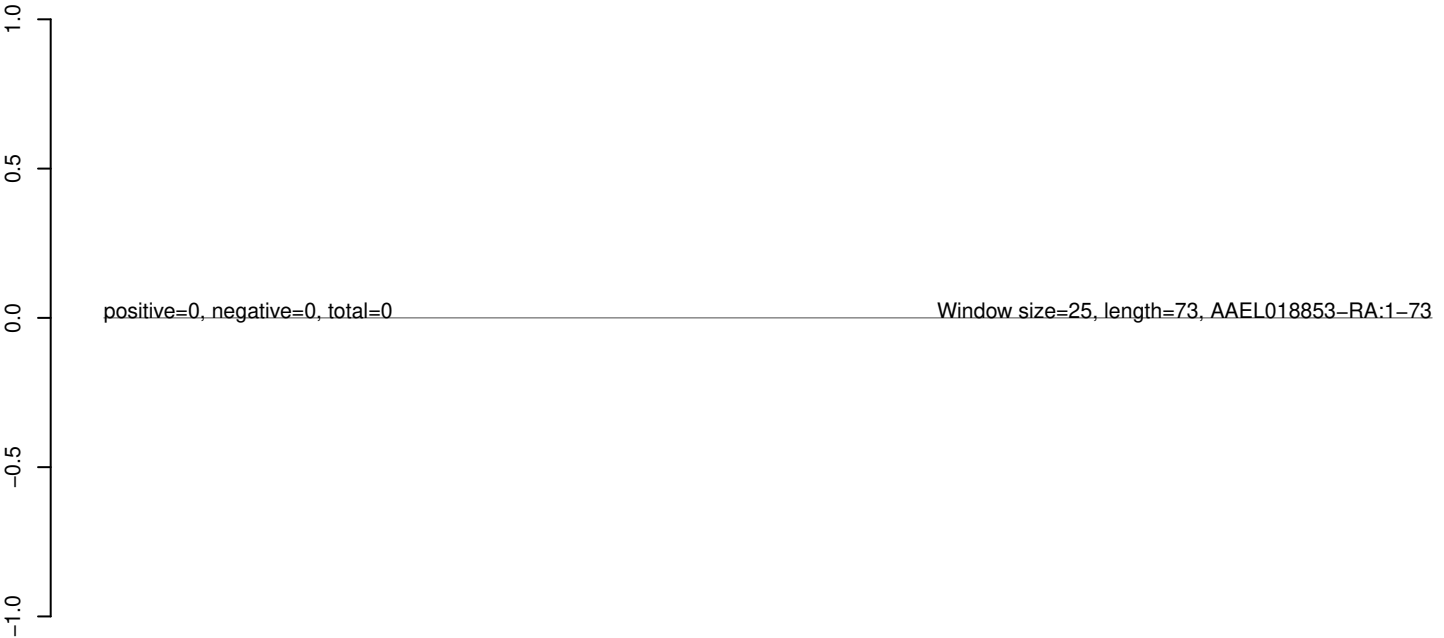 1.0
0.5
0.0
−0.5
−1.0
positive=0, negative=0, total=0
Window size=25, length=73, AAEL018853−RA:1−73